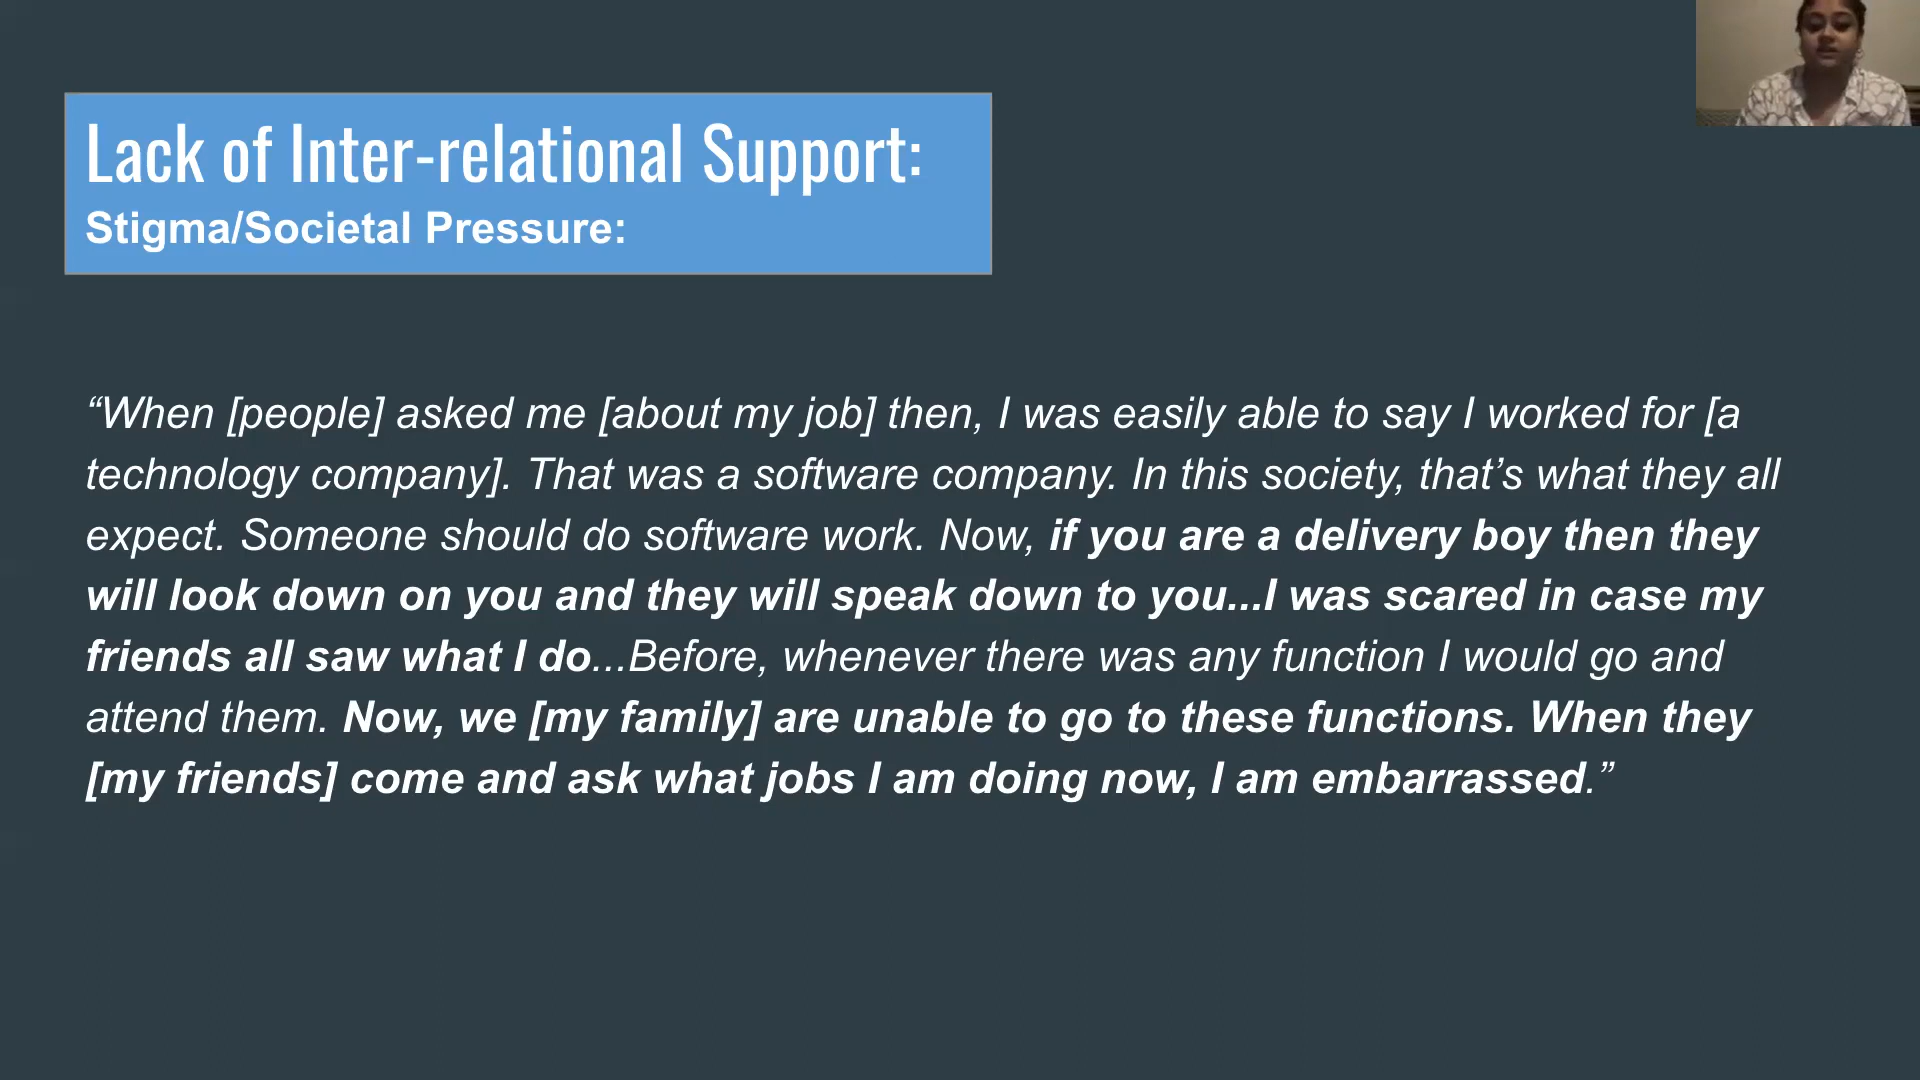 Lack of Inter-relational Support:
Stigma/Societal Pressure:
“When [people] asked me [about my job] then, I was easily able to say I worked for [a
technology company]. That was a software company. In this society, that’s what they all
expect. Someone should do software work. Now, if you are a delivery boy then they
will look down on you and they will speak down to you...I was scared in case my
friends all saw what I do...Before, whenever there was any function I would go and
attend them. Now, we [my family] are unable to go to these functions. When they
[my friends] come and ask what jobs I am doing now, I am embarrassed.”